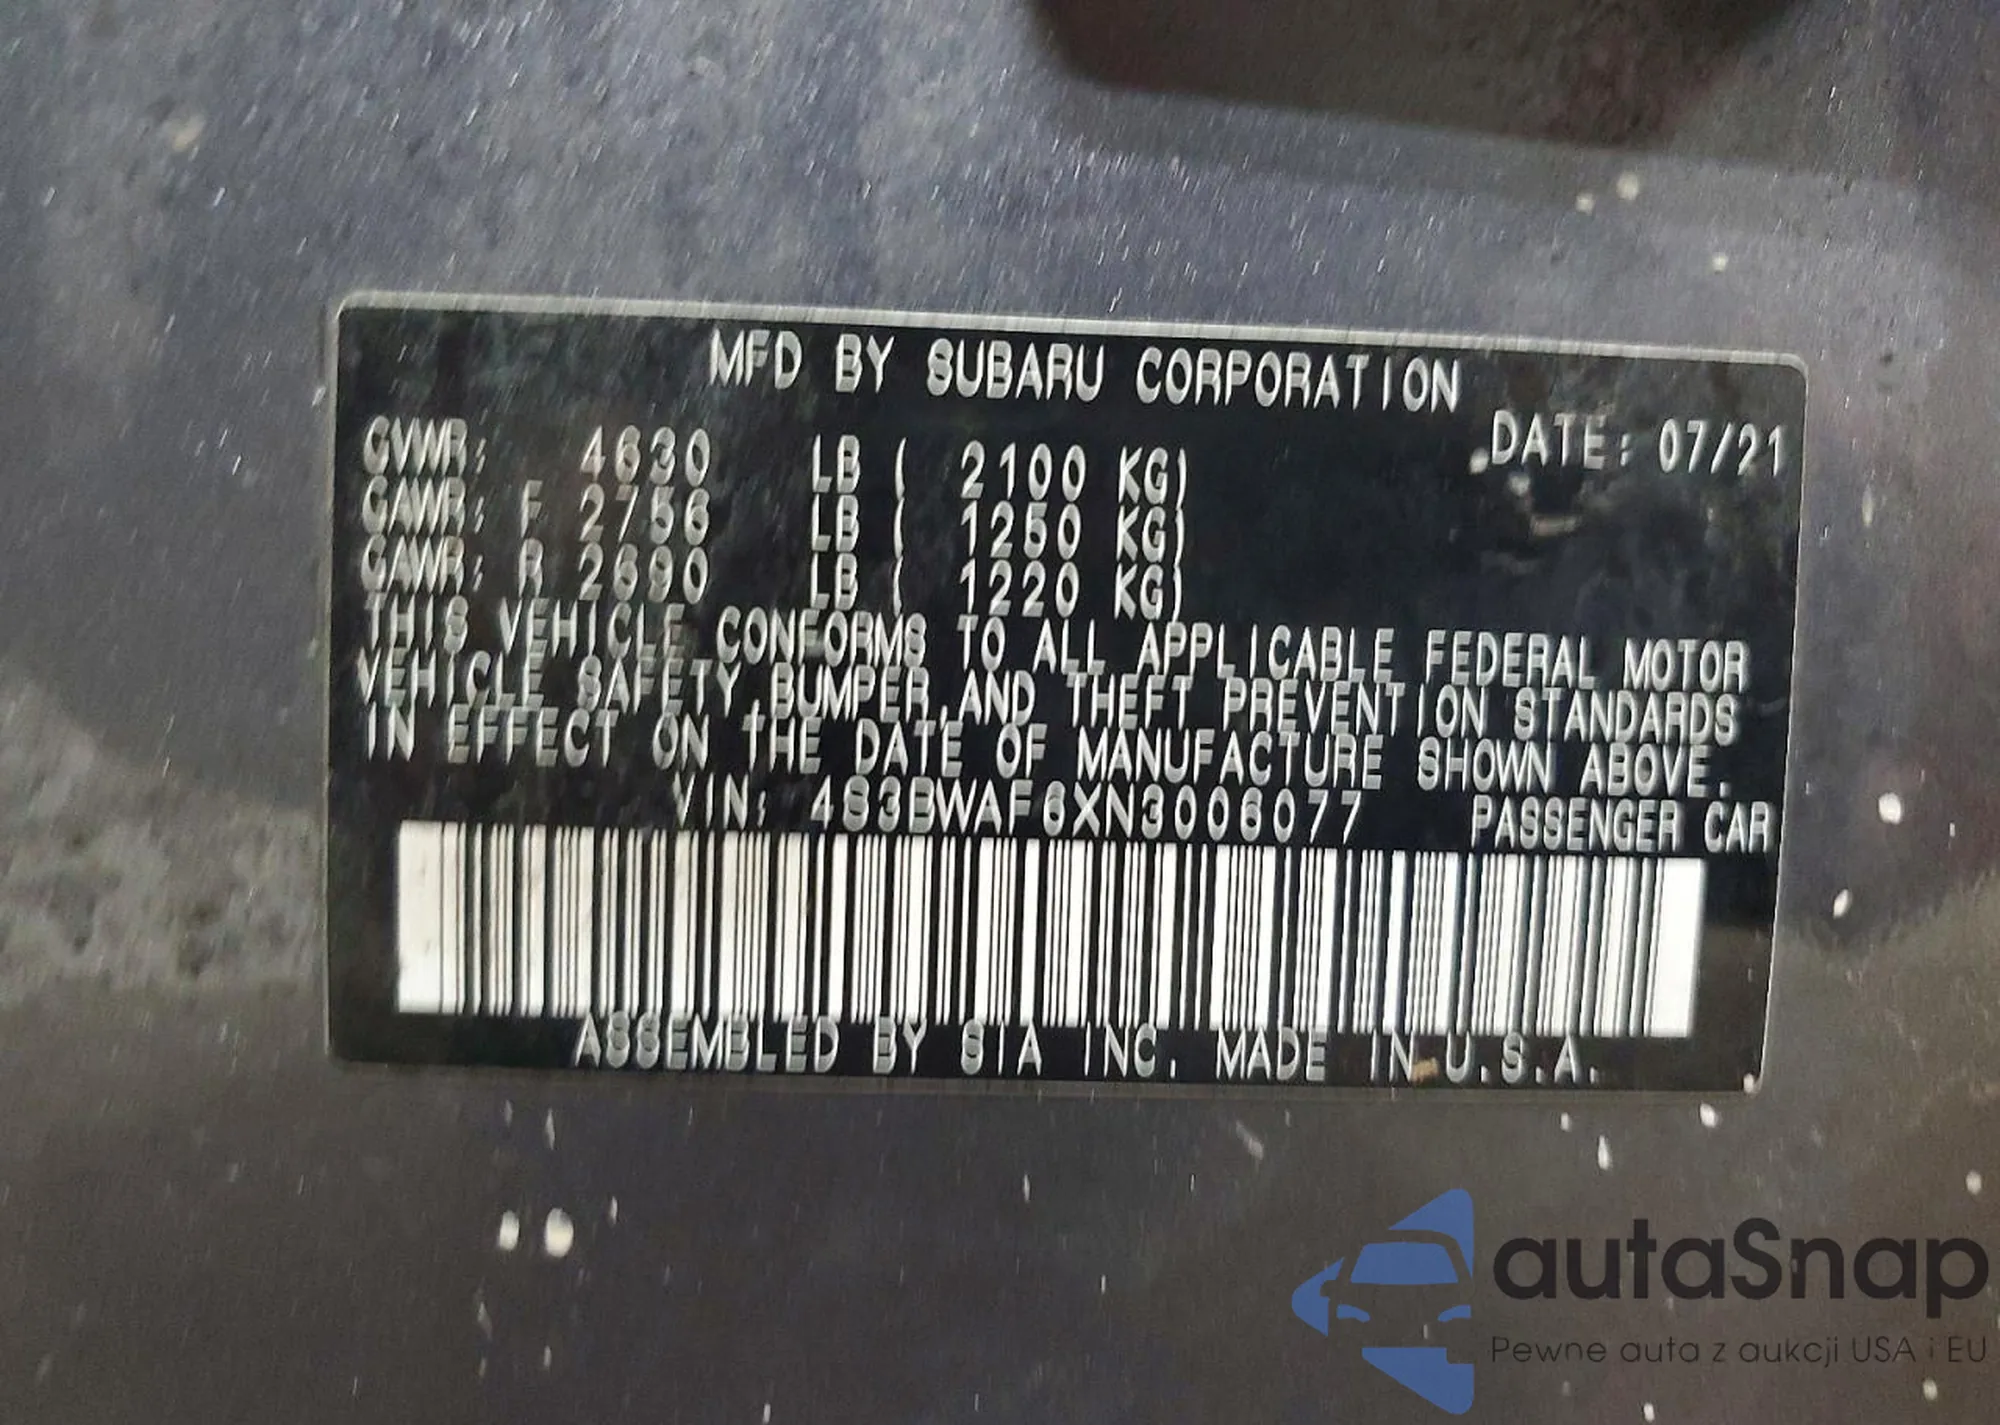 MFD BY SUBARU CORPORATION
DATE: 07/21
GVWR: 4630 LB ( 2100 KG)
GAWR: F 2756 LB ( 1250 KG)
GAWR: R 2690 LB ( 1220 KG)
THIS VEHICLE CONFORMS TO ALL APPLICABLE FEDERAL MOTOR
VEHICLE SAFETY,BUMPER,AND THEFT PREVENTION STANDARDS
IN EFFECT ON THE DATE OF MANUFACTURE SHOWN ABOVE.
VIN: 4S3BWAF6XN3006077 PASSENGER CAR
ASSEMBLED BY SIA INC. MADE IN U.S.A.
autaSnap
Pewne auta z aukcji USA i EU